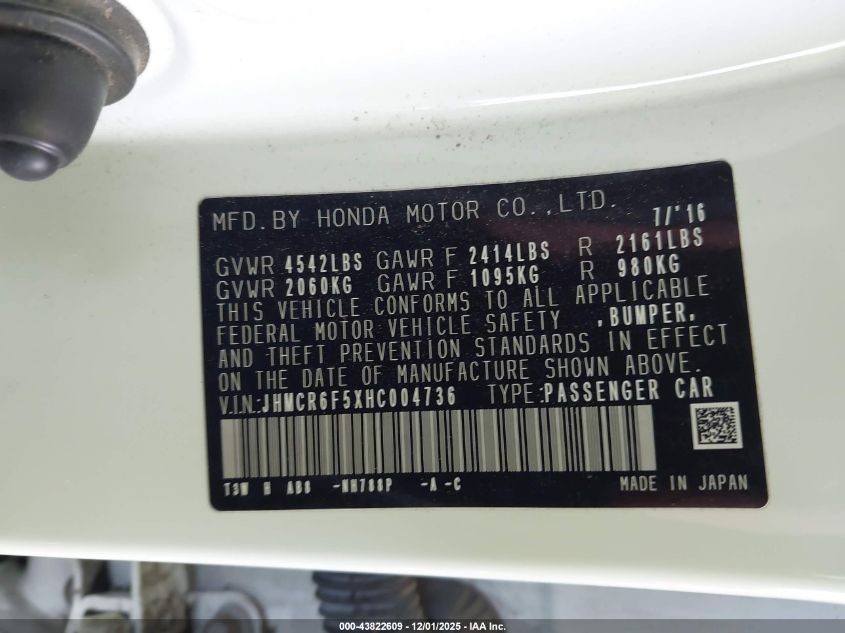 MFD. BY HONDA MOTOR CO., LTD. 7/'16
GVWR 4542LBS GAWR F 2414LBS R 2161LBS
GVWR 2060KG GAWR F 1095KG R 980KG
THIS VEHICLE CONFORMS TO ALL APPLICABLE
FEDERAL MOTOR VEHICLE SAFETY ,BUMPER,
AND THEFT PREVENTION STANDARDS IN EFFECT
ON THE DATE OF MANUFACTURE SHOWN ABOVE.
V.I.N:JHMCR6F5XHC004736 TYPE:PASSENGER CAR
T3W H AB8 -NH788P -A -C MADE IN JAPAN
000-43822609 - 12/01/2025 - IAA Inc.